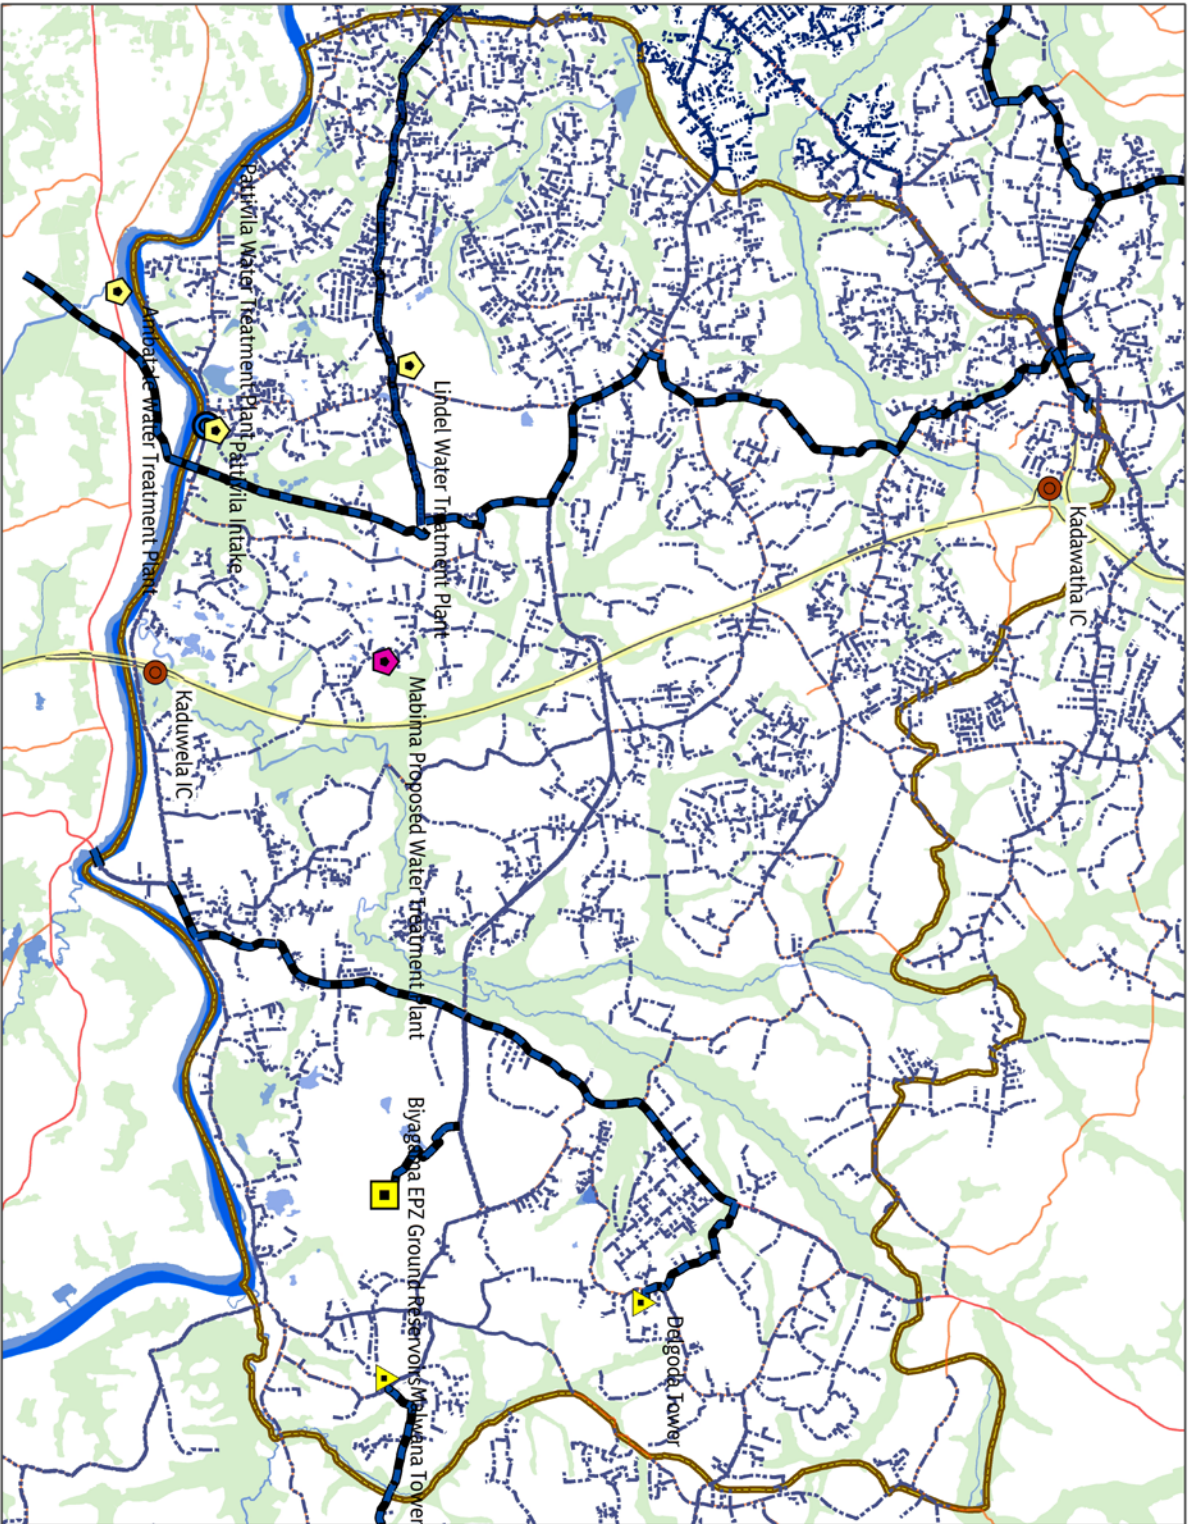 Kadawatha IC
Delgoda Tower
Lindel Water Treatment Plant
Mabima Proposed Water Treatment Plant
Biyagama EPZ Ground Reservoirs
Malwana Tower
Pattivila Water Treatment Plant
Pattivila Intake
Kaduwela IC
Ambatale Water Treatment Plant